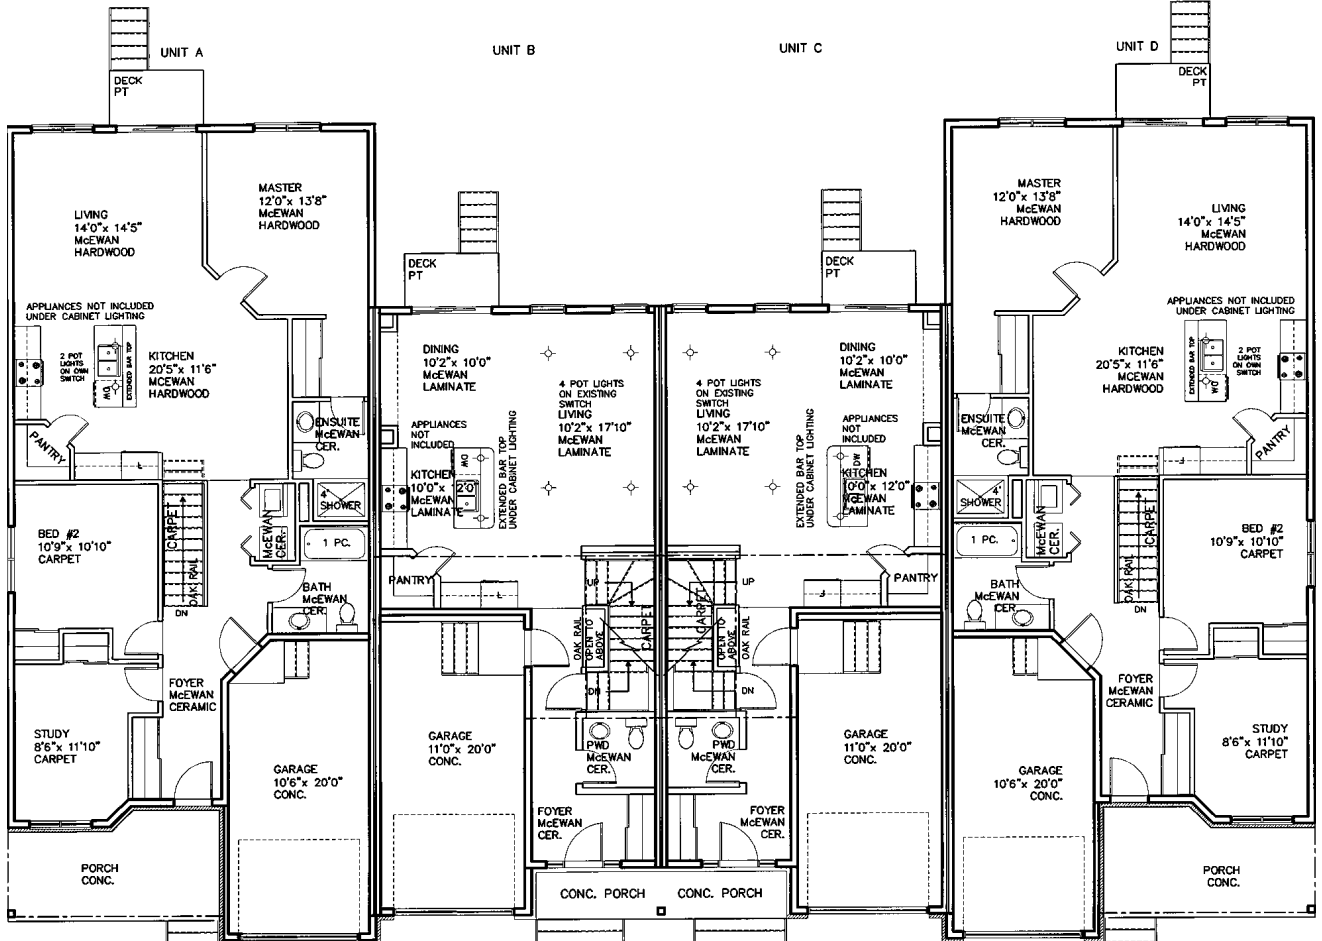 UNIT A
UNIT B
UNIT C
UNIT D
DECK
PT
LIVING
14'0"x 14'5"
McEWAN
HARDWOOD
MASTER
12'0"x 13'8"
McEWAN
HARDWOOD
APPLIANCES NOT INCLUDED
UNDER CABINET LIGHTING
2 POT
LIGHTS
ON OWN
SWITCH
EXTENDED BAR TOP
DW
KITCHEN
20'5"x 11'6"
MCEWAN
HARDWOOD
PANTRY
ENSUITE
McEWAN
CER.
4'
SHOWER
McEWAN
CER.
1 PC.
BATH
McEWAN
CER.
CARPET
OAK RAIL
DN
BED #2
10'9"x 10'10"
CARPET
FOYER
McEWAN
CERAMIC
STUDY
8'6"x 11'10"
CARPET
GARAGE
10'6"x 20'0"
CONC.
PORCH
CONC.
DECK
PT
DINING
10'2"x 10'0"
McEWAN
LAMINATE
4 POT LIGHTS
ON EXISTING
SWITCH
LIVING
10'2"x 17'10"
McEWAN
LAMINATE
APPLIANCES
NOT
INCLUDED
KITCHEN
10'0"x 12'0"
McEWAN
LAMINATE
DW
EXTENDED BAR TOP
UNDER CABINET LIGHTING
PANTRY
UP
CARPET
OAK RAIL
OPEN TO
ABOVE
DN
GARAGE
11'0"x 20'0"
CONC.
PWD
McEWAN
CER.
FOYER
McEWAN
CER.
CONC. PORCH
DECK
PT
DINING
10'2"x 10'0"
McEWAN
LAMINATE
4 POT LIGHTS
ON EXISTING
SWITCH
LIVING
10'2"x 17'10"
McEWAN
LAMINATE
APPLIANCES
NOT
INCLUDED
EXTENDED BAR TOP
UNDER CABINET LIGHTING
DW
KITCHEN
0'0"x 12'0"
McEWAN
LAMINATE
PANTRY
UP
CARPET
OAK RAIL
OPEN TO
ABOVE
DN
GARAGE
11'0"x 20'0"
CONC.
PWD
McEWAN
CER.
FOYER
McEWAN
CER.
CONC. PORCH
DECK
PT
MASTER
12'0"x 13'8"
McEWAN
HARDWOOD
LIVING
14'0"x 14'5"
McEWAN
HARDWOOD
APPLIANCES NOT INCLUDED
UNDER CABINET LIGHTING
KITCHEN
20'5"x 11'6"
MCEWAN
HARDWOOD
EXTENDED BAR TOP
DW
2 POT
LIGHTS
ON OWN
SWITCH
PANTRY
ENSUITE
McEWAN
CER.
4'
SHOWER
McEWAN
CER.
1 PC.
BATH
McEWAN
CER.
CARPE
OAK RAIL
DN
BED #2
10'9"x 10'10"
CARPET
FOYER
McEWAN
CERAMIC
STUDY
8'6"x 11'10"
CARPET
GARAGE
10'6"x 20'0"
CONC.
PORCH
CONC.